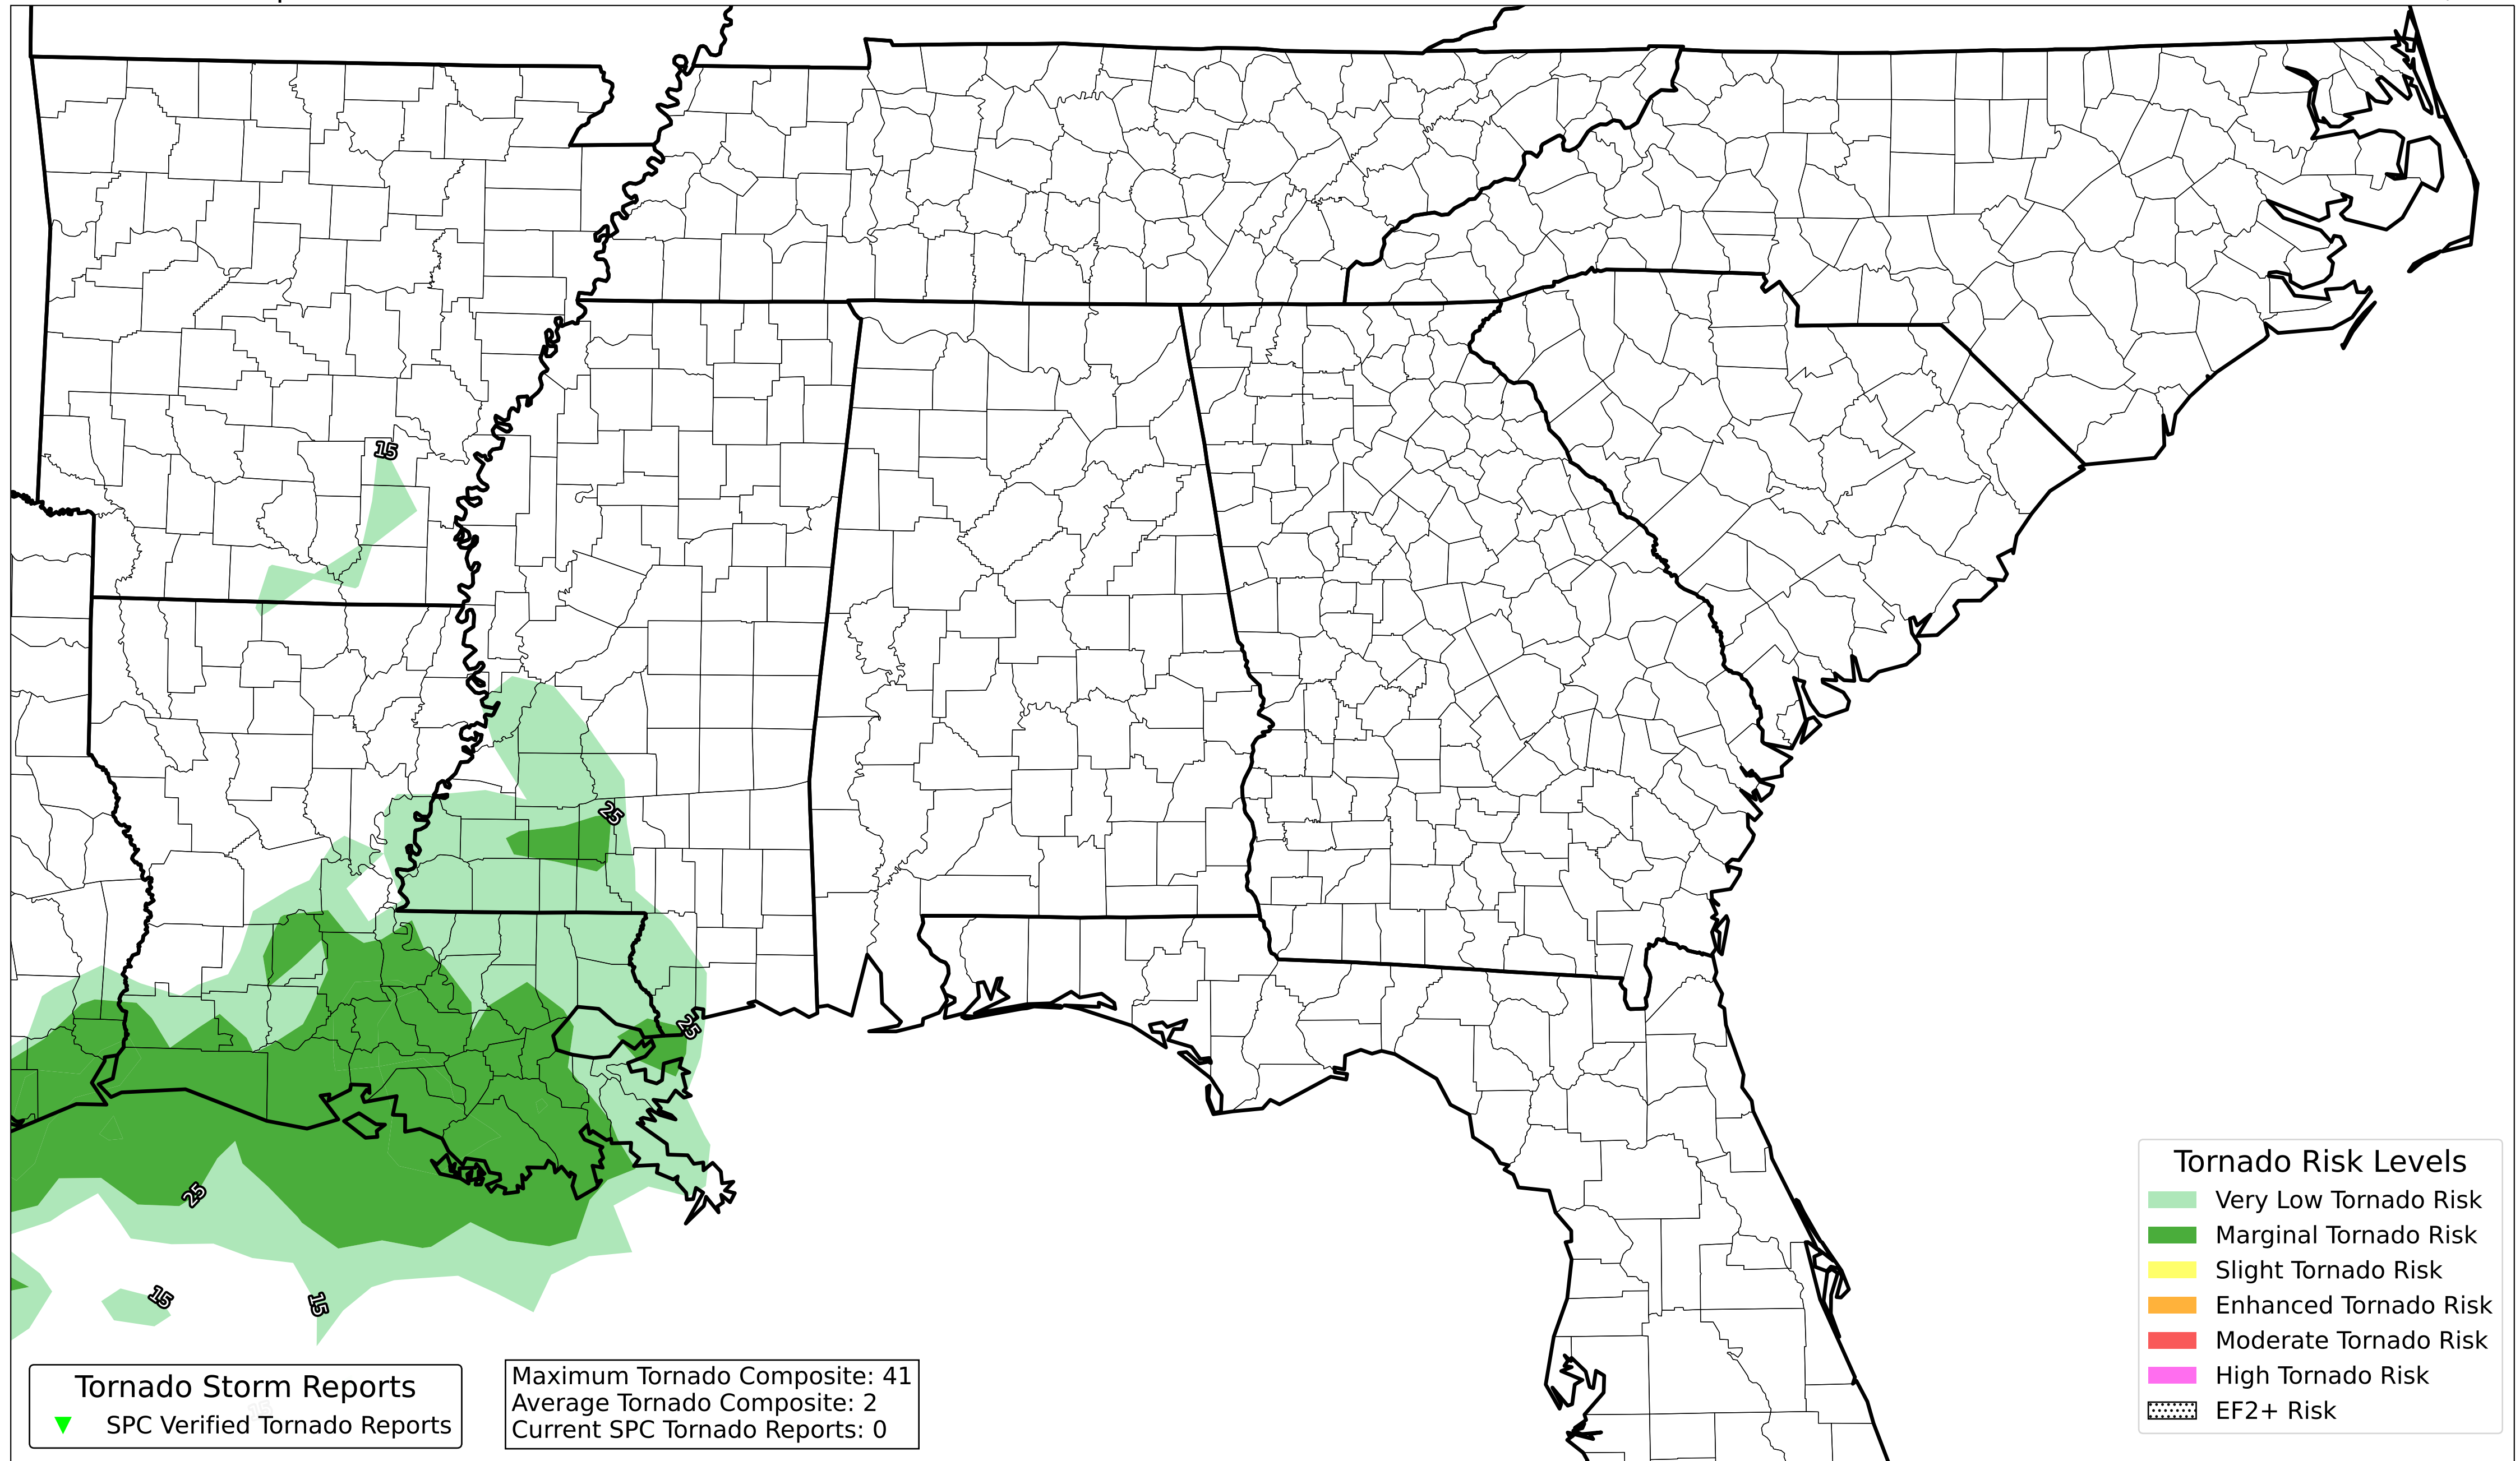 15
25
25
25
15
15
Tornado Storm Reports
SPC Verified Tornado Reports
15
Maximum Tornado Composite: 41
Average Tornado Composite: 2
Current SPC Tornado Reports: 0
Tornado Risk Levels
Very Low Tornado Risk
Marginal Tornado Risk
Slight Tornado Risk
Enhanced Tornado Risk
Moderate Tornado Risk
High Tornado Risk
EF2+ Risk